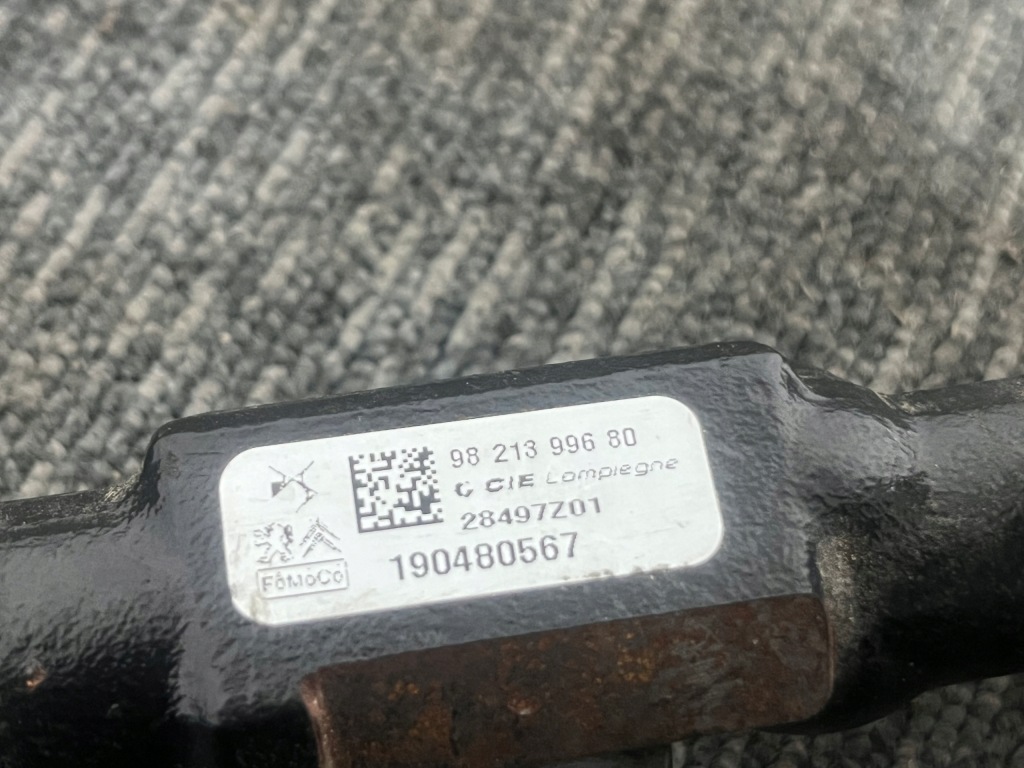 98 213 996 80
CIE Compiegne
28497Z01
190480567
FoMoCo